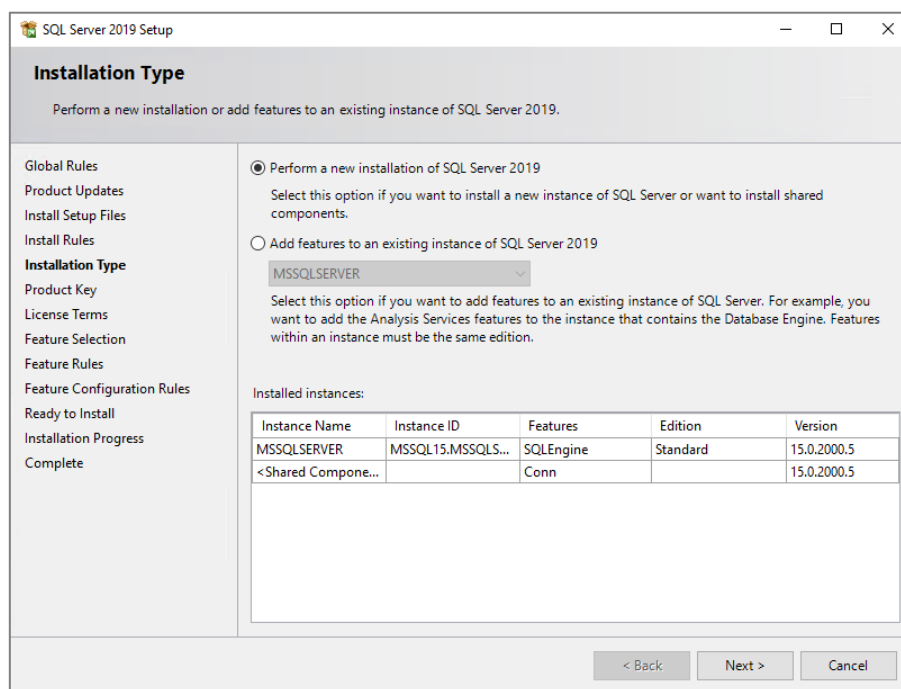 SQL Server 2019 Setup
Installation Type
Perform a new installation or add features to an existing instance of SQL Server 2019.
Global Rules
Product Updates
Install Setup Files
Install Rules
Installation Type
Product Key
License Terms
Feature Selection
Feature Rules
Feature Configuration Rules
Ready to Install
Installation Progress
Complete
Perform a new installation of SQL Server 2019
Select this option if you want to install a new instance of SQL Server or want to install shared
components.
Add features to an existing instance of SQL Server 2019
MSSQLSERVER
Select this option if you want to add features to an existing instance of SQL Server. For example, you
want to add the Analysis Services features to the instance that contains the Database Engine. Features
within an instance must be the same edition.
Installed instances:
Instance Name Instance ID Features Edition Version
MSSQLSERVER MSSQL15.MSSQLS... SQLEngine Standard 15.0.2000.5
<Shared Compone... Conn 15.0.2000.5
< Back Next > Cancel